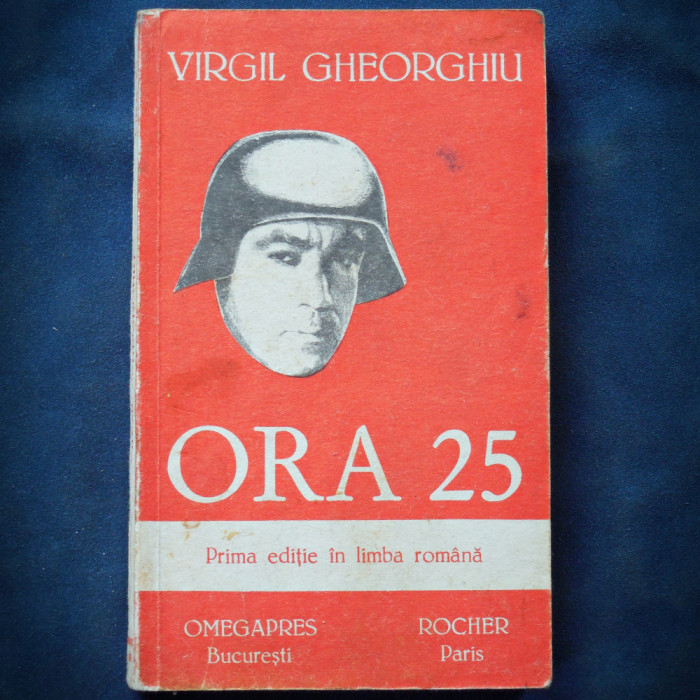 VIRGIL GHEORGHIU
ORA 25
Prima ediție în limba română
OMEGAPRES ROCHER
București Paris